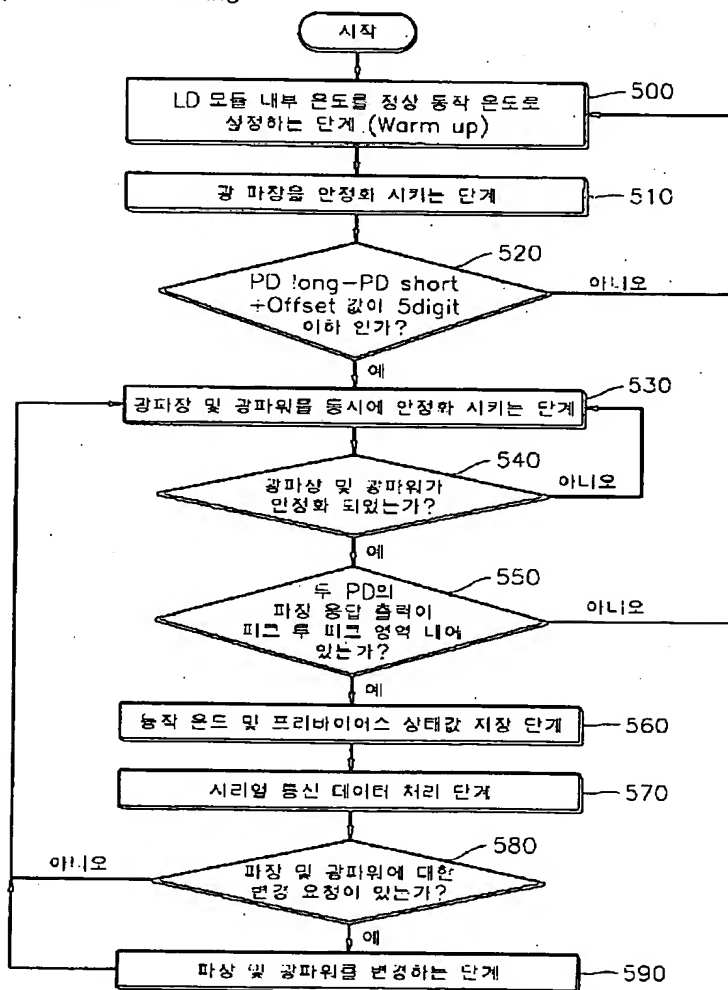 시작
LD 모듈 내부 온도를 정상 동작 온도로
설정하는 단계 (Warm up)
500
광 파장을 안정화 시키는 단계
510
520
PD long-PD short
+Offset 값이 5digit
이하 인가?
아니오
예
530
광파장 및 광파워를 동시에 안정화 시키는 단계
540
광파장 및 광파워가
안정화 되었는가?
아니오
예
550
두 PD의
파장 응답 출력이
피크 투 피크 영역 내에
있는가?
아니오
예
동작 온도 및 프리바이어스 상태값 저장 단계
560
시리얼 통신 데이터 처리 단계
570
580
아니오
파장 및 광파워에 대한
변경 요청이 있는가?
예
파장 및 광파워를 변경하는 단계
590